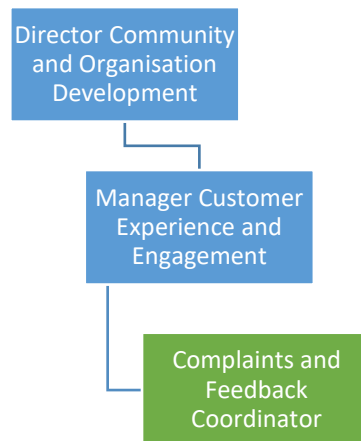 Director Community
and Organisation
Development
Manager Customer
Experience and
Engagement
Complaints and
Feedback
Coordinator